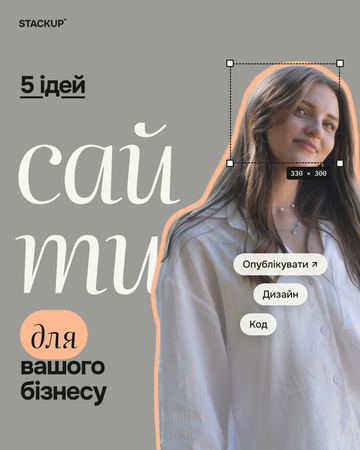 STACKUP®
5 ідей
сай
ти
для
вашого
бізнесу
330 × 300
Опублікувати ↗
Дизайн
Код